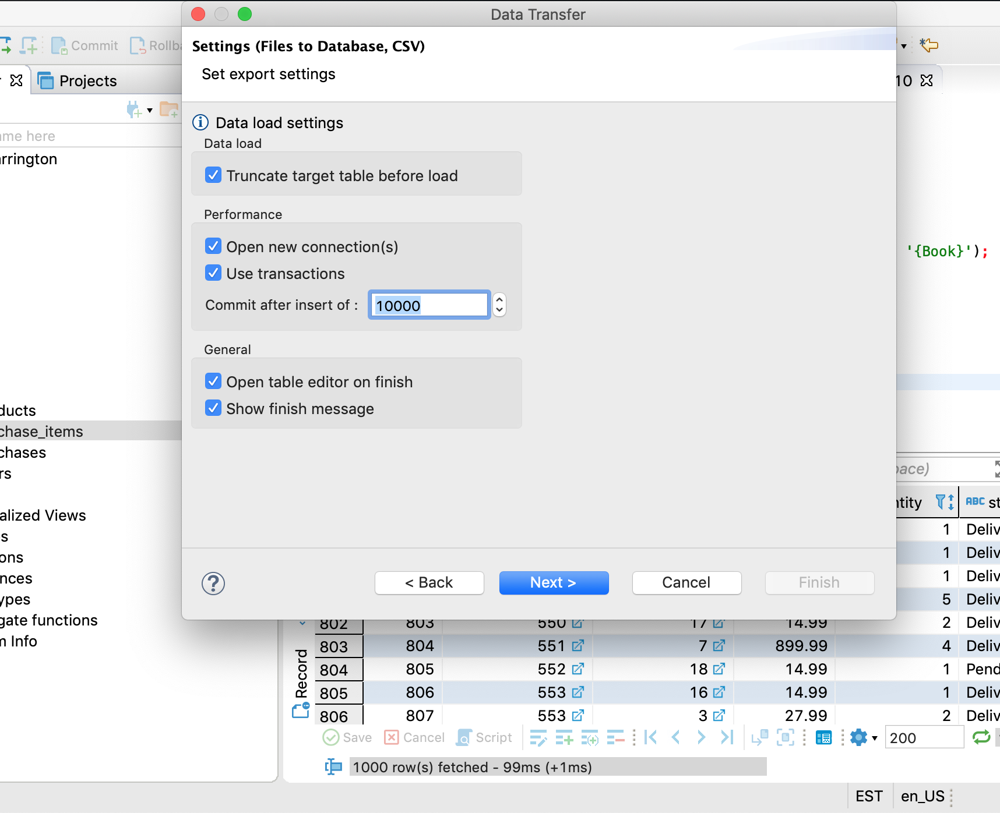 Data Transfer
Settings (Files to Database, CSV)
Set export settings
Commit
Projects
10
me here
rrington
Data load settings
Data load
Truncate target table before load
Performance
Open new connection(s)
Use transactions
Commit after insert of :
10000
General
Open table editor on finish
Show finish message
< Back
Next >
Cancel
Finish
'{Book}');
ducts
chase_items
chases
rs
alized Views
s
ons
nces
ypes
gate functions
n Info
pace)
ntity
ABC st
1 Deliv
1 Deliv
1 Deliv
5 Deliv
802 803 550 17 14.99 2 Deliv
803 804 551 7 899.99 4 Deliv
804 805 552 18 14.99 1 Pend
805 806 553 16 14.99 1 Deliv
806 807 553 3 27.99 2 Deliv
Record
Save
Cancel
Script
200
1000 row(s) fetched - 99ms (+1ms)
EST
en_US